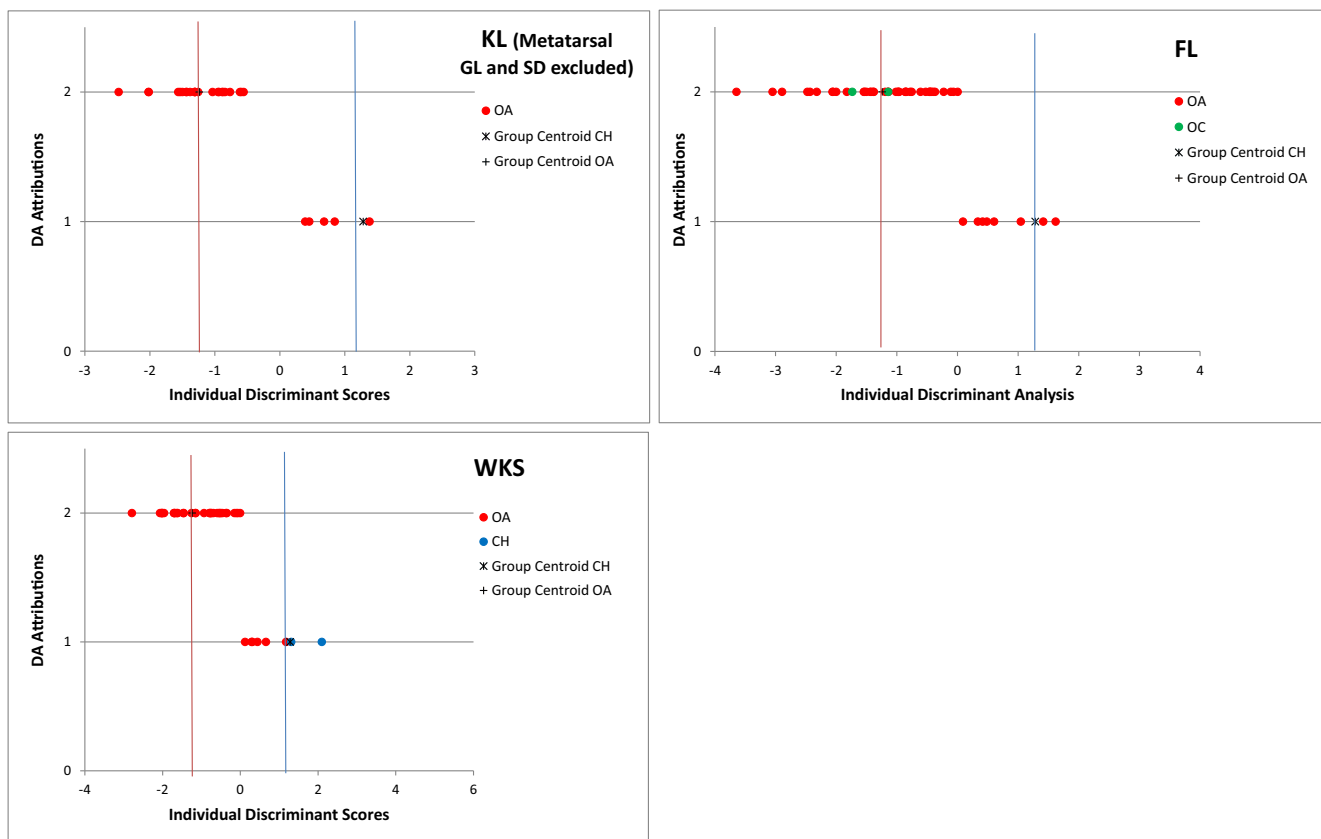 KL (Metatarsal
GL and SD excluded)
DA Attributions
2
1
0
-3
-2
-1
0
1
2
3
Individual Discriminant Scores
OA
Group Centroid CH
Group Centroid OA
FL
DA Attributions
2
1
0
-4
-3
-2
-1
0
1
2
3
4
Individual Discriminant Analysis
OA
OC
Group Centroid CH
Group Centroid OA
WKS
DA Attributions
2
1
0
-4
-2
0
2
4
6
Individual Discriminant Scores
OA
CH
Group Centroid CH
Group Centroid OA